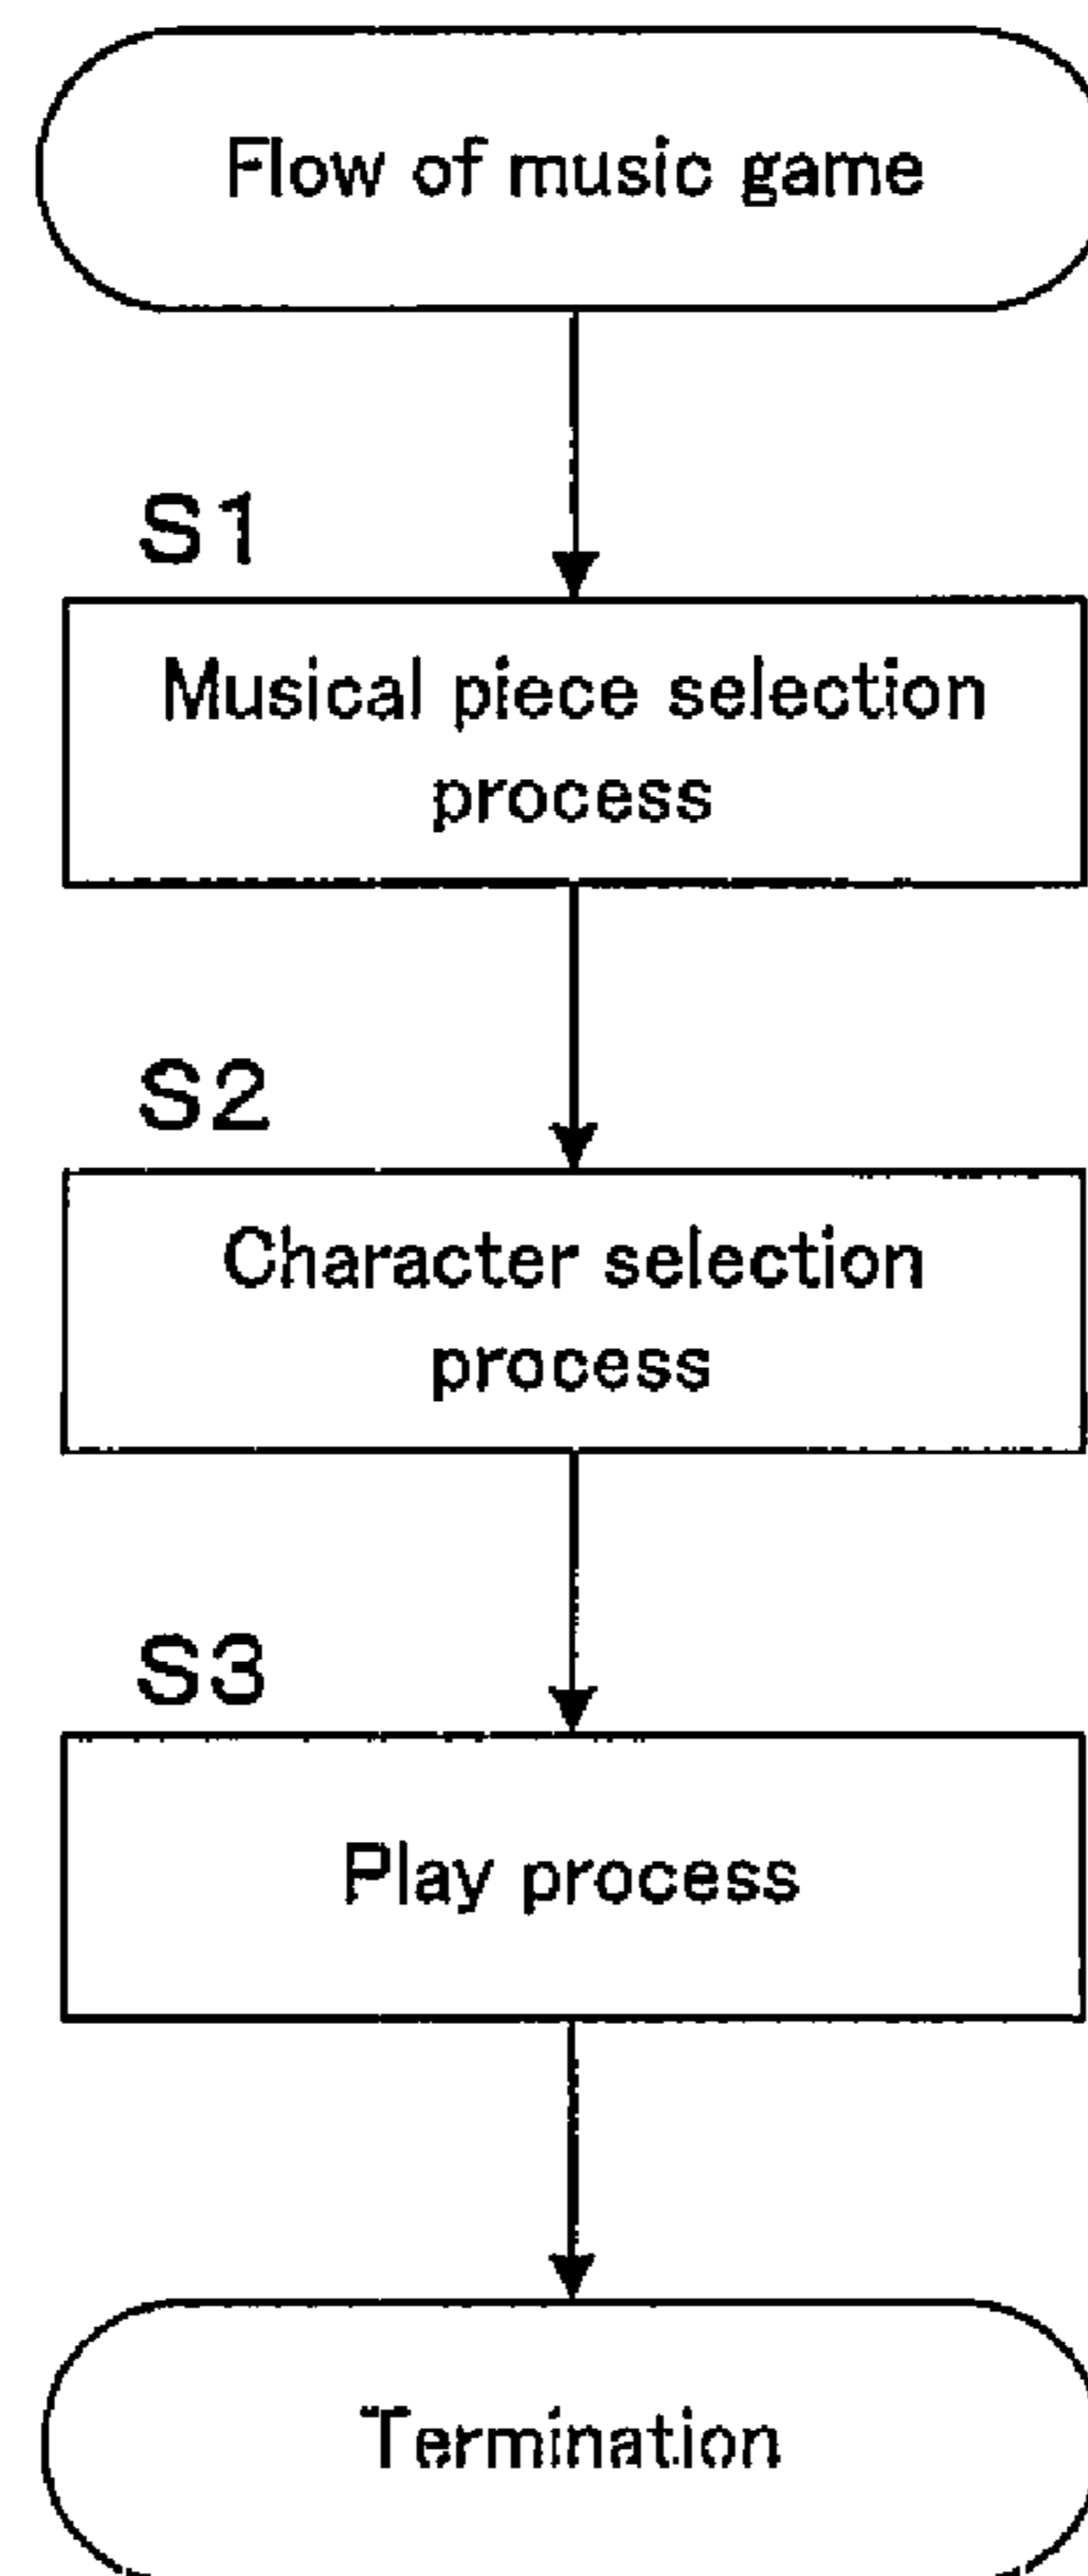 Flow of music game
S1
Musical piece selection
process
S2
Character selection
process
S3
Play process
Termination